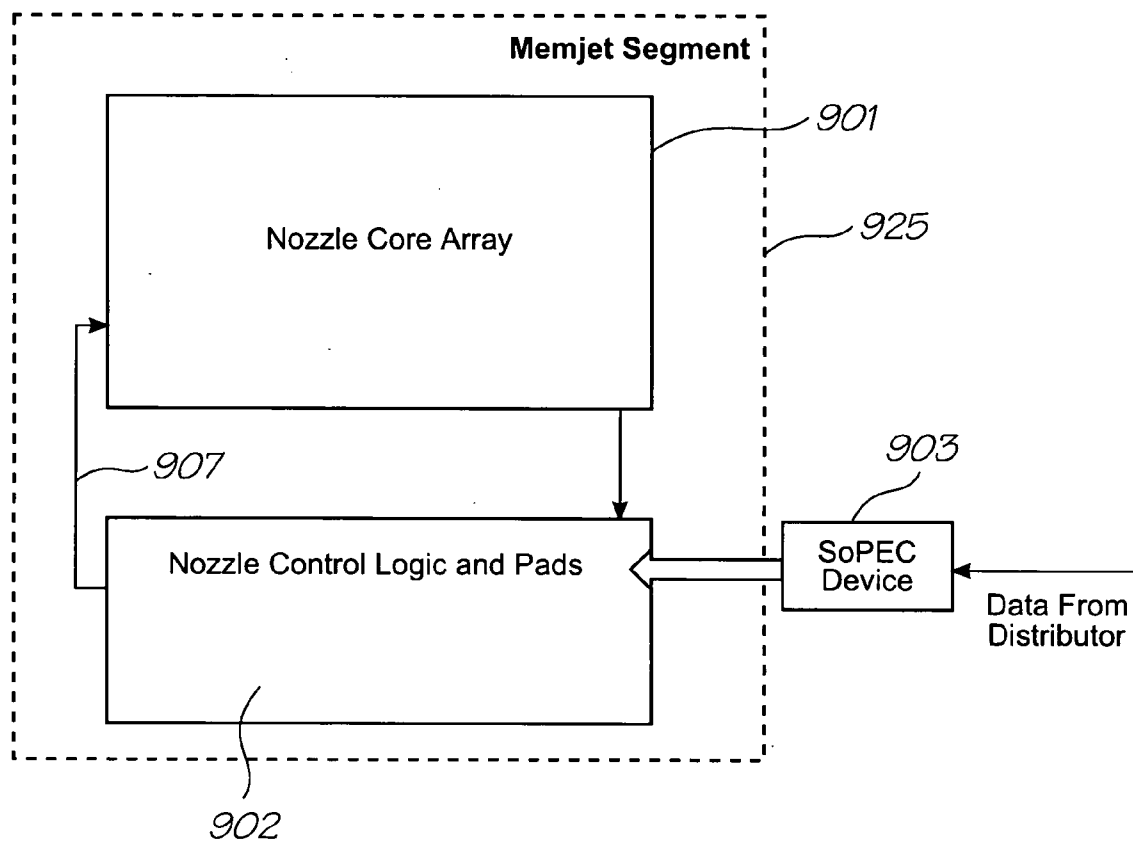 Memjet Segment
901
Nozzle Core Array
925
907
903
Nozzle Control Logic and Pads
SoPEC
Device
Data From
Distributor
902